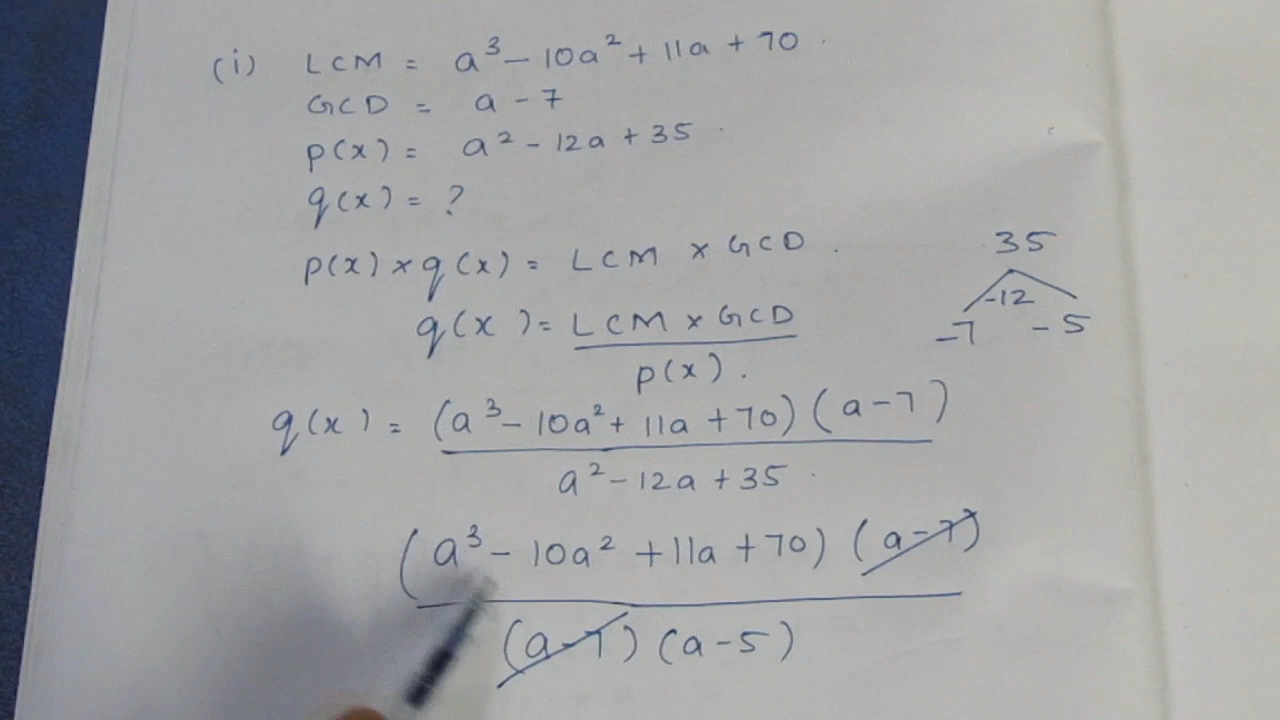 (i) LCM = a³ - 10a² + 11a + 70
GCD = a - 7
p(x) = a² - 12a + 35
q(x) = ?
p(x) x q(x) = LCM x GCD
35
-12
-7 -5
q(x) = LCM x GCD
p(x).
q(x) = (a³ - 10a² + 11a + 70) (a - 7)
a² - 12a + 35
(a³ - 10a² + 11a + 70) (a - 7)
(a - 7) (a - 5)